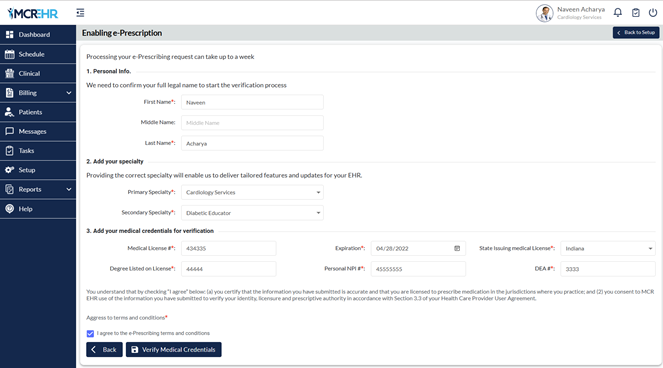 MCREHR
Naveen Acharya
Cardiology Services
Dashboard
Schedule
Clinical
Billing
Patients
Messages
Tasks
Setup
Reports
Help
Enabling e-Prescription
Back to Setup
Processing your e-Prescribing request can take up to a week
1. Personal Info.
We need to confirm your full legal name to start the verification process
First Name*: Naveen
Middle Name: Middle Name
Last Name*: Acharya
2. Add your specialty
Providing the correct specialty will enable us to deliver tailored features and updates for your EHR.
Primary Specialty*: Cardiology Services
Secondary Specialty*: Diabetic Educator
3. Add your medical credentials for verification
Medical License #*: 434335 Expiration*: 04/28/2022 State Issuing medical License*: Indiana
Degree Listed on License*: 44444 Personal NPI #*: 45555555 DEA #*: 3333
You understand that by checking "I agree" below: (a) you certify that the information you have submitted is accurate and that you are licensed to prescribe medication in the jurisdictions where you practice; and (2) you consent to MCR
EHR use of the information you have submitted to verify your identity, licensure and prescriptive authority in accordance with Section 3.3 of your Health Care Provider User Agreement.
Aggress to terms and conditions*
I agree to the e-Prescribing terms and conditions
Back
Verify Medical Credentials